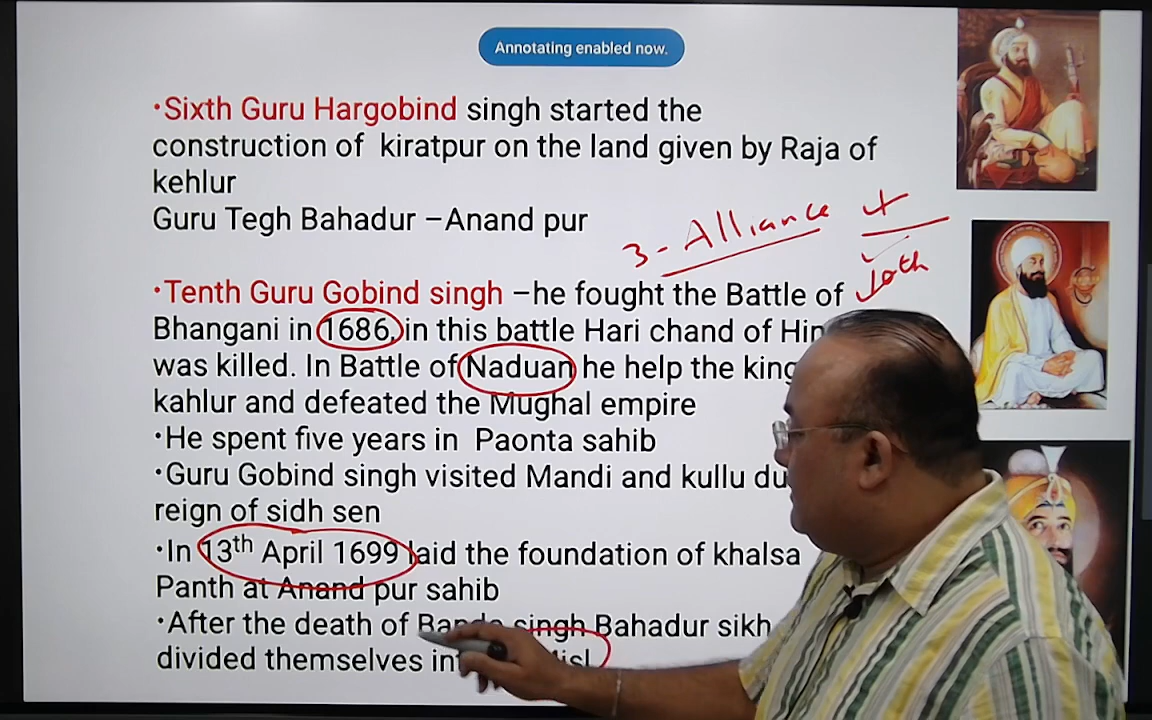 Annotating enabled now.
·Sixth Guru Hargobind singh started the
construction of kiratpur on the land given by Raja of
kehlur
Guru Tegh Bahadur –Anand pur
3-Alliance +
Joth
·Tenth Guru Gobind singh –he fought the Battle of
Bhangani in 1686, in this battle Hari chand of
was killed. In Battle of Naduan he help the king
kahlur and defeated the Mughal empire
·He spent five years in Paonta sahib
·Guru Gobind singh visited Mandi and kullu
reign of sidh sen
·In 13th April 1699 laid the foundation of khalsa
Panth at Anand pur sahib
·After the death of Banda singh Bahadur sikh
divided themselves